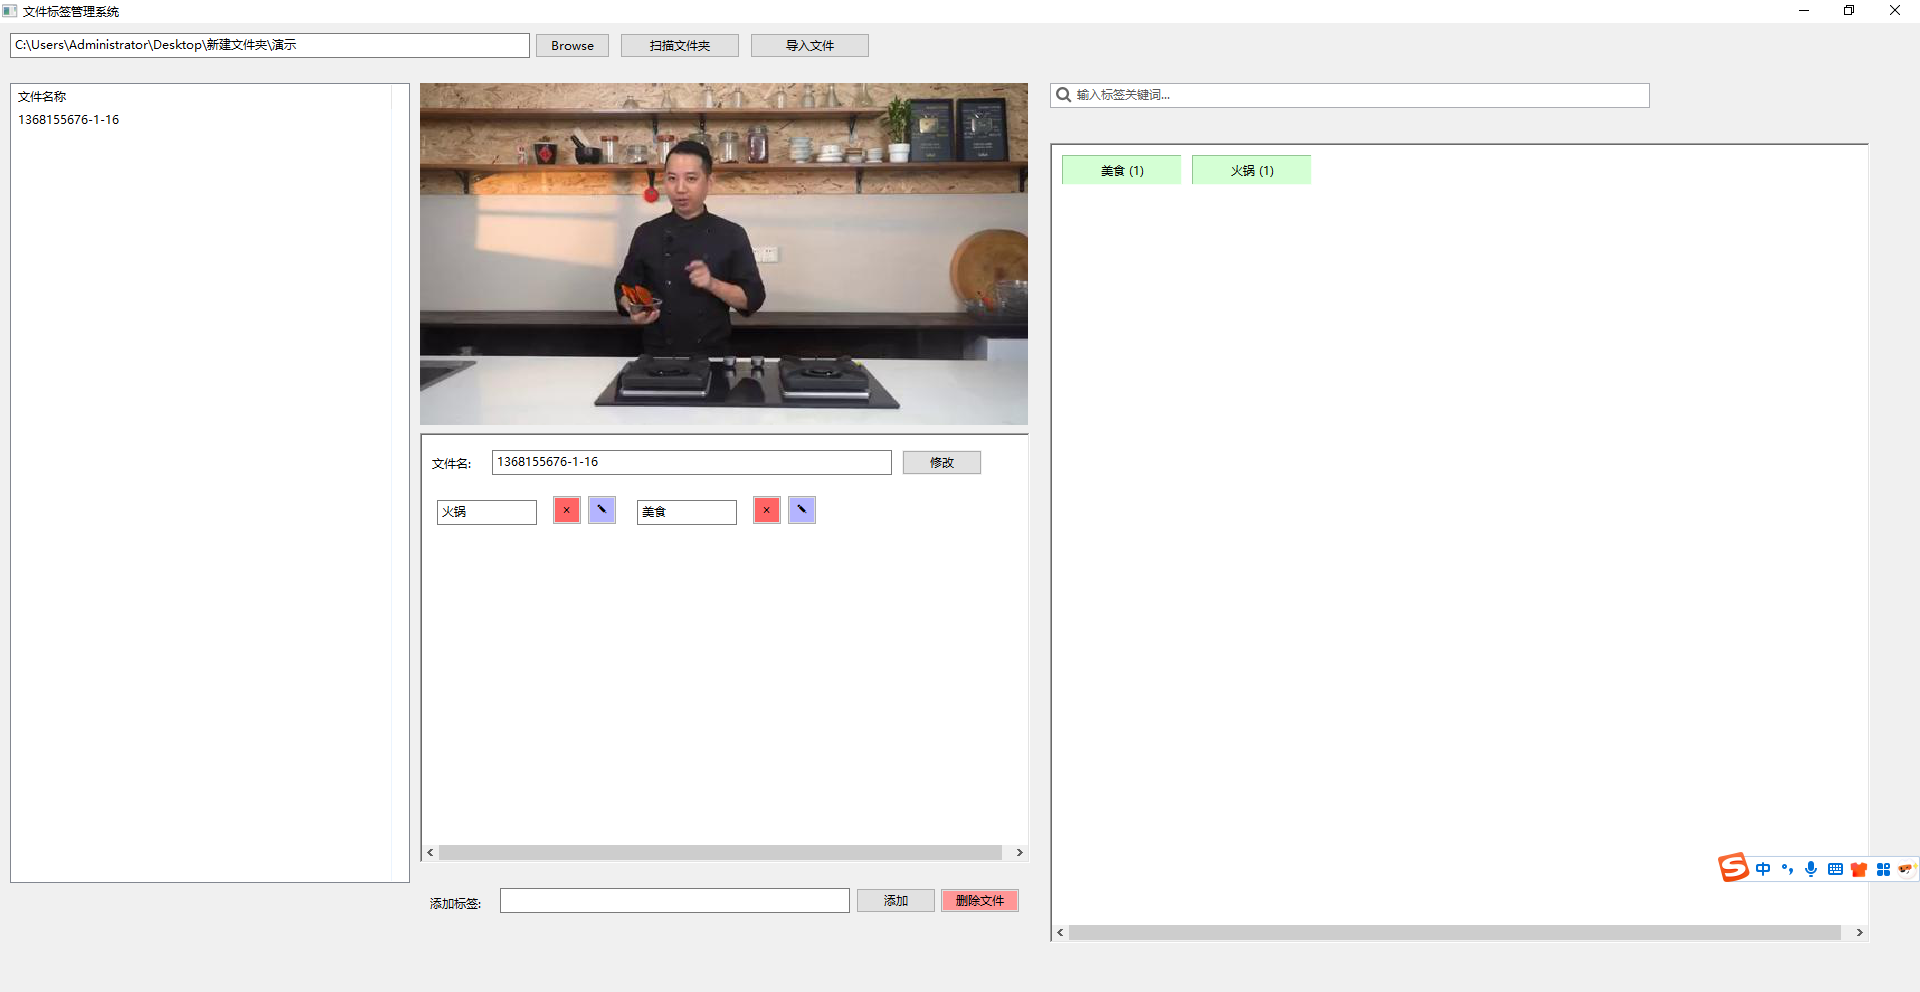 文件标签管理系统
C:\Users\Administrator\Desktop\新建文件夹\演示
Browse
扫描文件夹
导入文件
文件名称
1368155676-1-16
输入标签关键词...
美食 (1)
火锅 (1)
文件名:
1368155676-1-16
修改
火锅
×
美食
×
添加标签:
添加
删除文件
中